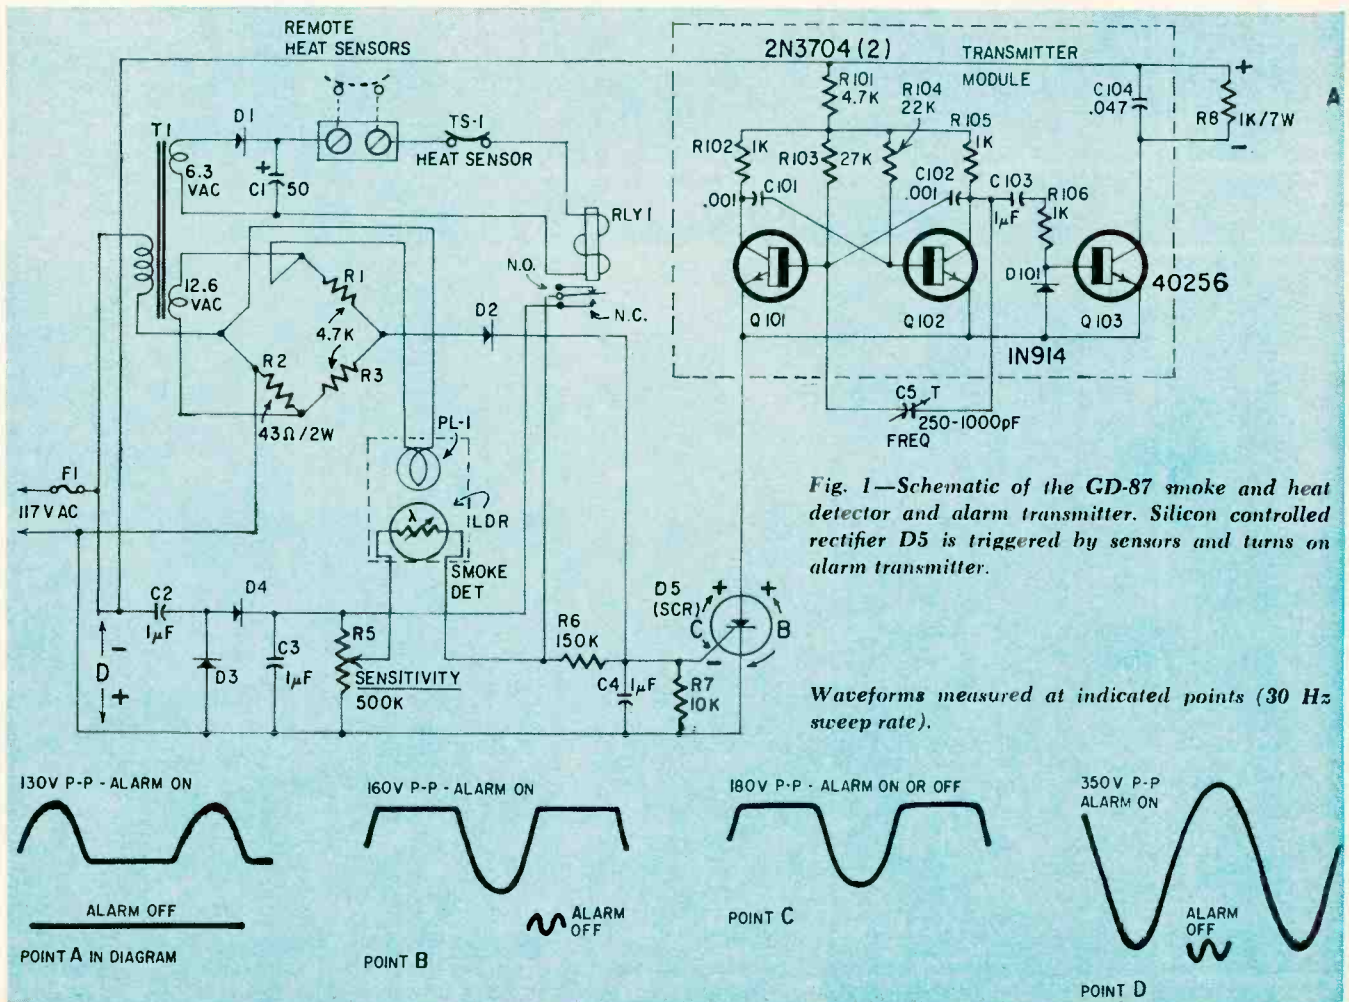 REMOTE
HEAT SENSORS
2N3704 (2)
TRANSMITTER
MODULE
R101
4.7K
R104
22K
R105
1K
R102
1K
R103
27K
C101
.001
C102
.001
C103
1μF
R106
1K
C104
.047
+
R8
1K/7W
-
A
D101
Q101
Q102
1N914
Q103
40256
C5 T
250-1000pF
FREQ
T1
D1
6.3
VAC
+
C1
50
TS-1
HEAT SENSOR
RLY1
N.O.
N.C.
12.6
VAC
R1
4.7K
R2
R3
43Ω/2W
D2
PL-1
LDR
SMOKE
DET
F1
117 VAC
C2
1μF
D4
D3
C3
1μF
R5
SENSITIVITY
500K
R6
150K
C4
1μF
R7
10K
D5
(SCR)
+
C
-
+
B
-
D
+
Fig. 1—Schematic of the GD-87 smoke and heat
detector and alarm transmitter. Silicon controlled
rectifier D5 is triggered by sensors and turns on
alarm transmitter.
Waveforms measured at indicated points (30 Hz
sweep rate).
130V P-P - ALARM ON
ALARM OFF
POINT A IN DIAGRAM
160V P-P - ALARM ON
ALARM
OFF
POINT B
180V P-P - ALARM ON OR OFF
POINT C
350V P-P
ALARM ON
ALARM
OFF
POINT D